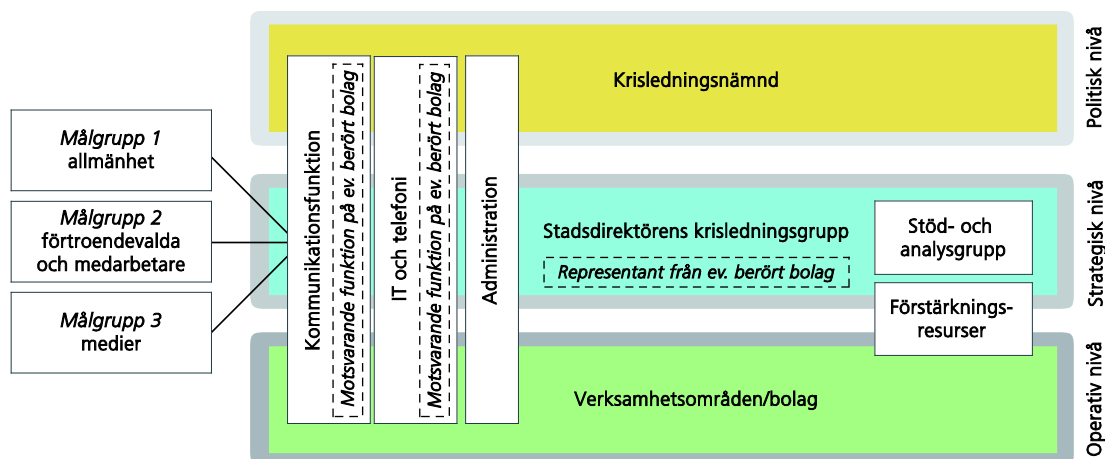 Krisledningsnämnd
Politisk nivå
Målgrupp 1
allmänhet
Målgrupp 2
förtroendevalda
och medarbetare
Målgrupp 3
medier
Kommunikationsfunktion
Motsvarande funktion på ev. berört bolag
IT och telefoni
Motsvarande funktion på ev. berört bolag
Administration
Stadsdirektörens krisledningsgrupp
Representant från ev. berört bolag
Stöd- och
analysgrupp
Förstärknings-
resurser
Strategisk nivå
Verksamhetsområden/bolag
Operativ nivå